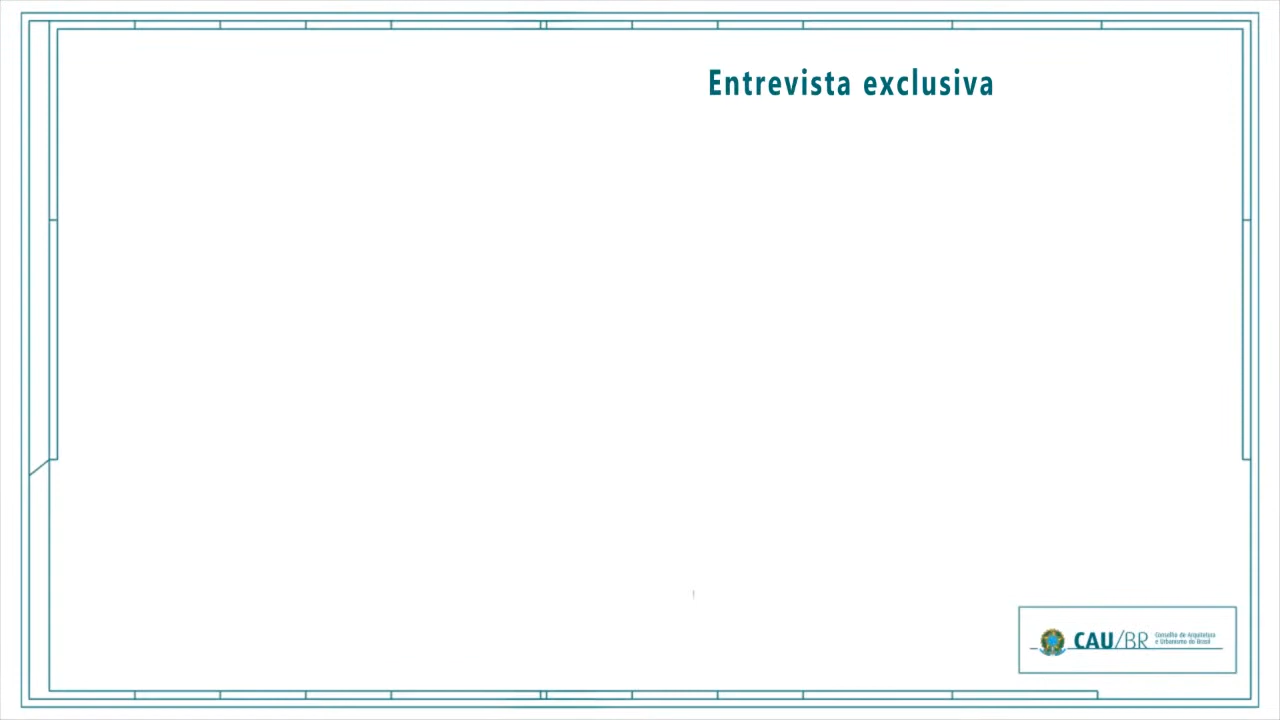 Entrevista exclusiva
CAU/BR
Conselho de Arquitetura
e Urbanismo do Brasil